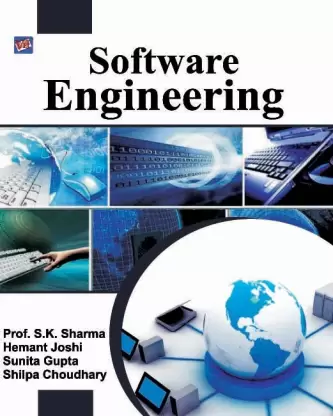 Software
Engineering
Prof. S.K. Sharma
Hemant Joshi
Sunita Gupta
Shilpa Choudhary